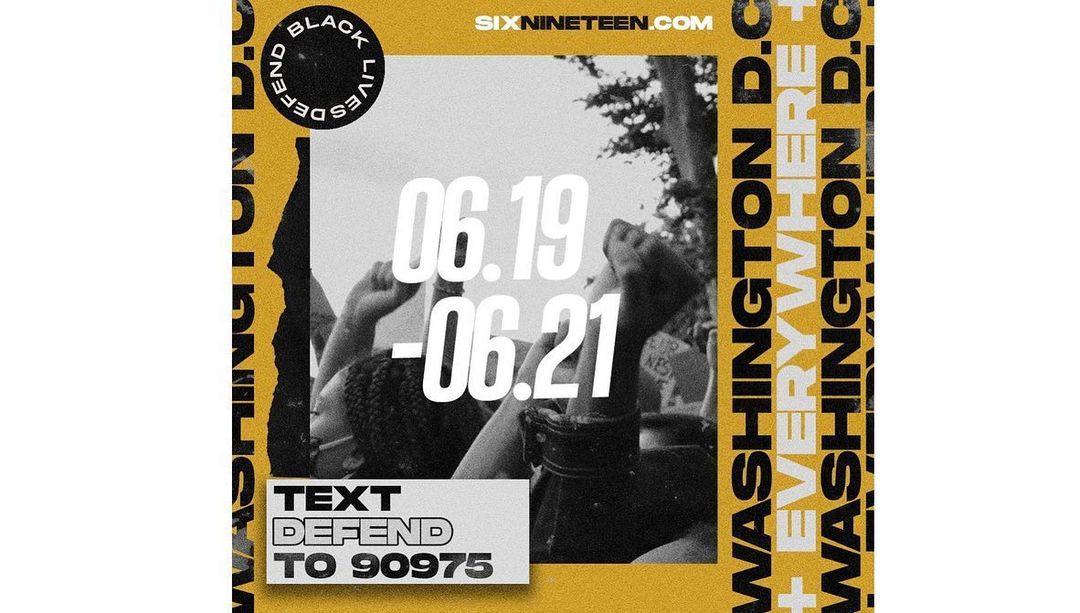 SIXNINETEEN.COM
DEFEND BLACK LIVES
06.19
-06.21
TEXT
DEFEND
TO 90975
WASHINGTON D.C
WASHINGTON D.C
+ EVERYWHERE +
WASHINGTON D.C